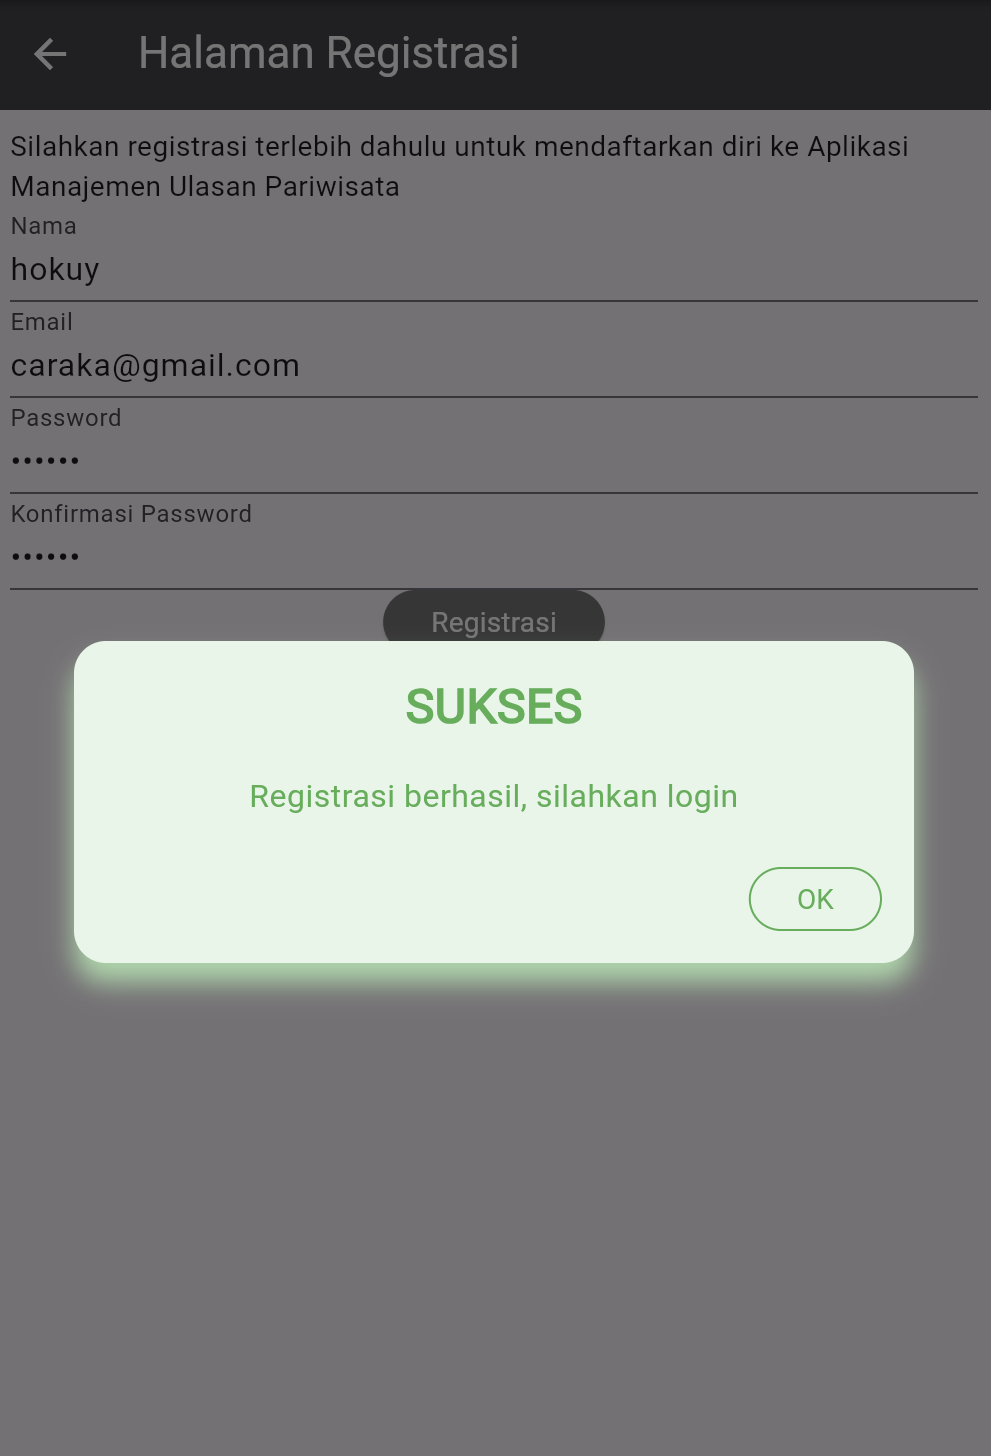 Halaman Registrasi
Silahkan registrasi terlebih dahulu untuk mendaftarkan diri ke Aplikasi
Manajemen Ulasan Pariwisata
Nama
hokuy
Email
caraka@gmail.com
Password
••••••
Konfirmasi Password
••••••
Registrasi
SUKSES
Registrasi berhasil, silahkan login
OK